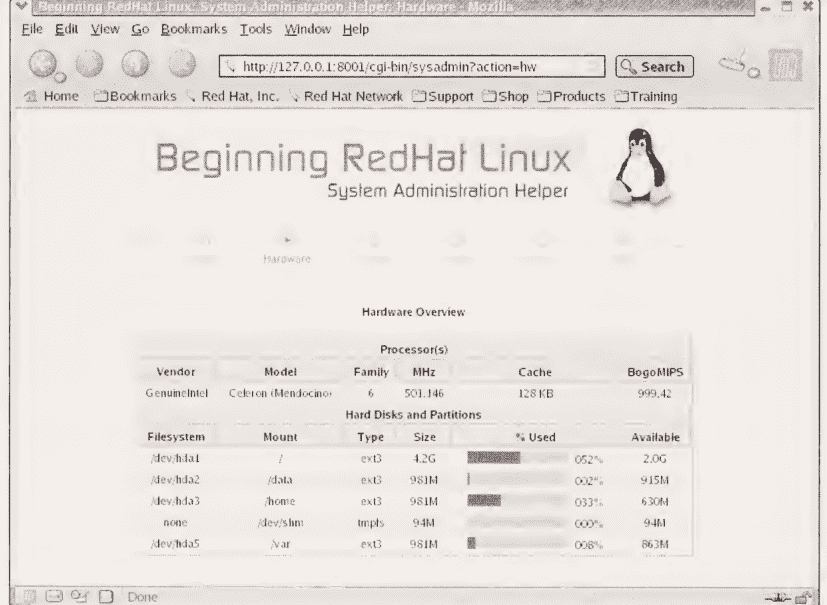 Beginning RedHat Linux: System Administration Helper: Hardware - Mozilla
File Edit View Go Bookmarks Tools Window Help
http://127.0.0.1:8001/cgi-bin/sysadmin?action=hw Search
Home Bookmarks Red Hat, Inc. Red Hat Network Support Shop Products Training
Beginning RedHat Linux
System Administration Helper
Hardware
Hardware Overview
Processor(s)
Vendor Model Family MHz Cache BogoMIPS
GenuineIntel Celeron (Mendocino) 6 501.146 128 KB 999.42
Hard Disks and Partitions
Filesystem Mount Type Size % Used Available
/dev/hda1 / ext3 4.2G 052% 2.0G
/dev/hda2 /data ext3 981M 002% 915M
/dev/hda3 /home ext3 981M 033% 630M
none /dev/shm tmpfs 94M 000% 94M
/dev/hda5 /var ext3 981M 008% 863M
Done